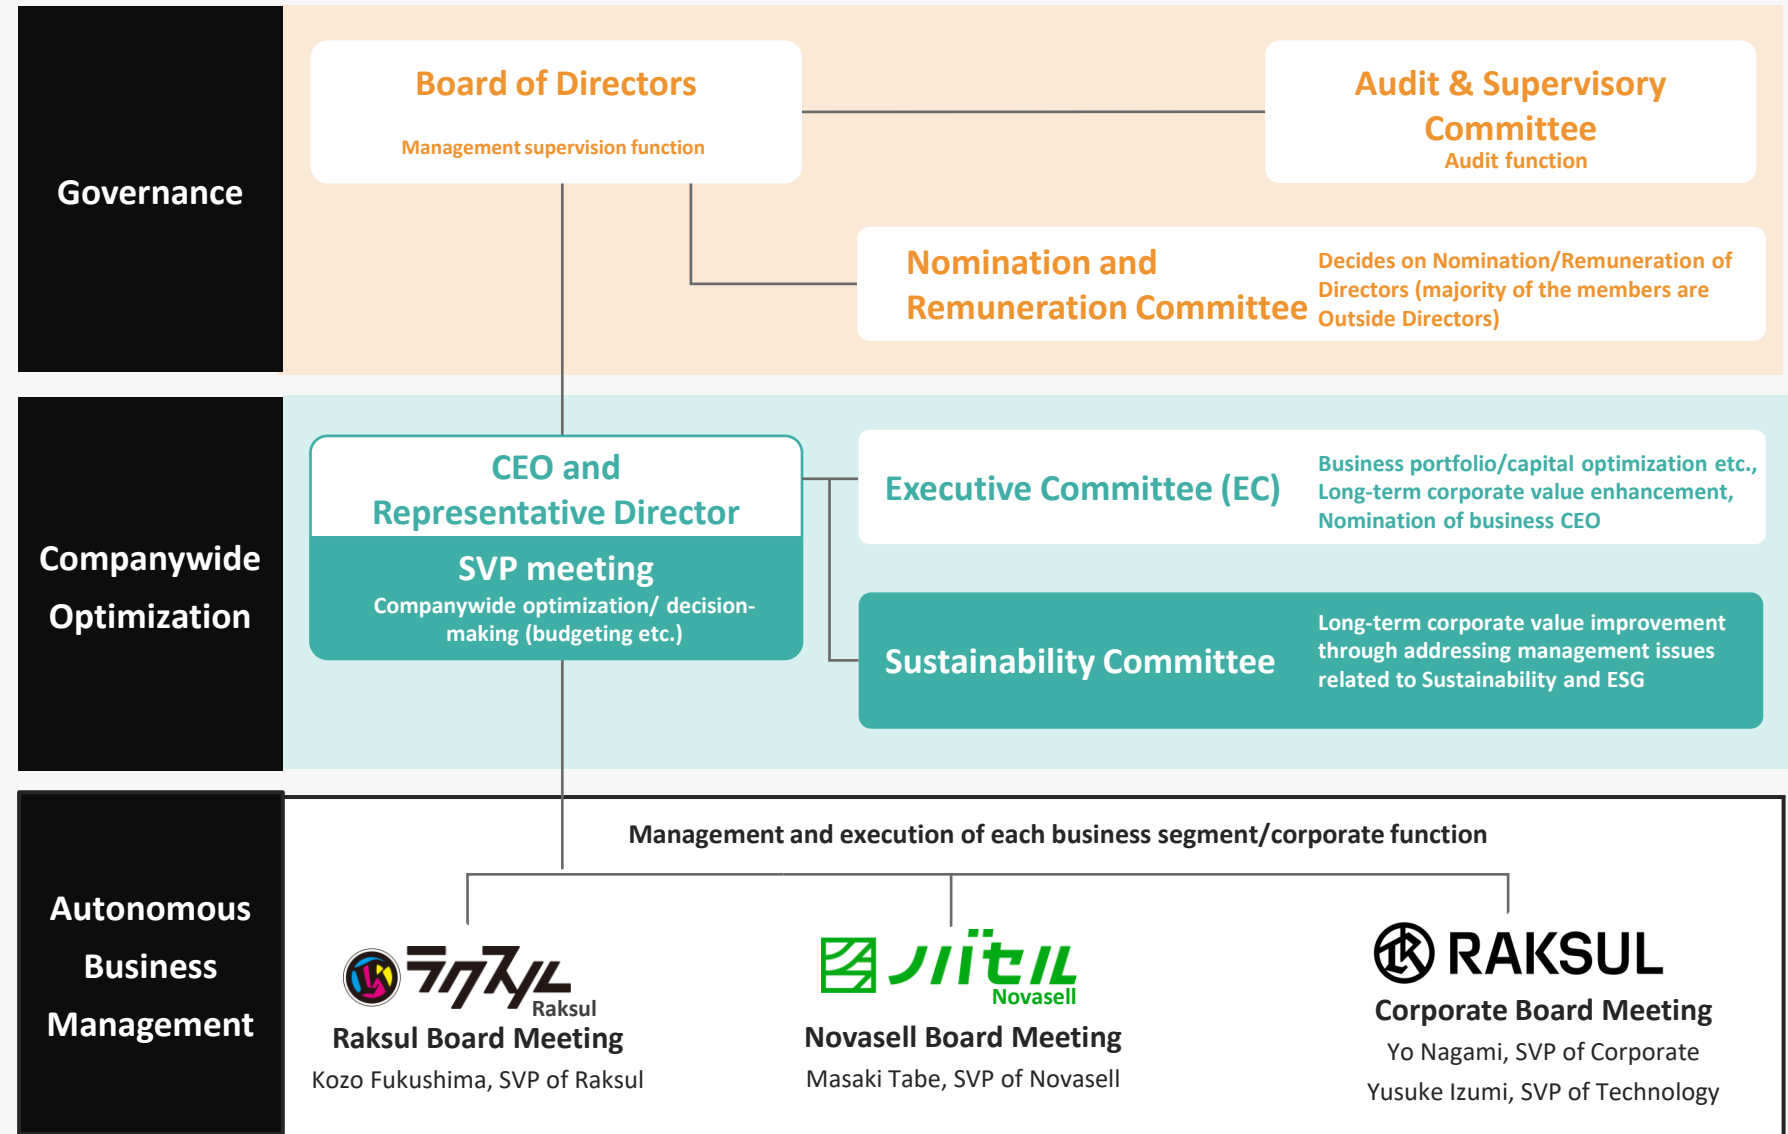 Governance
Board of Directors
Management supervision function
Audit & Supervisory
Committee
Audit function
Nomination and
Remuneration Committee
Decides on Nomination/Remuneration of
Directors (majority of the members are
Outside Directors)
Companywide
Optimization
CEO and
Representative Director
SVP meeting
Companywide optimization/ decision-
making (budgeting etc.)
Executive Committee (EC)
Business portfolio/capital optimization etc.,
Long-term corporate value enhancement,
Nomination of business CEO
Sustainability Committee
Long-term corporate value improvement
through addressing management issues
related to Sustainability and ESG
Autonomous
Business
Management
Management and execution of each business segment/corporate function
ラクスル
Raksul
Raksul Board Meeting
Kozo Fukushima, SVP of Raksul
ノバセル
Novasell
Novasell Board Meeting
Masaki Tabe, SVP of Novasell
RAKSUL
Corporate Board Meeting
Yo Nagami, SVP of Corporate
Yusuke Izumi, SVP of Technology